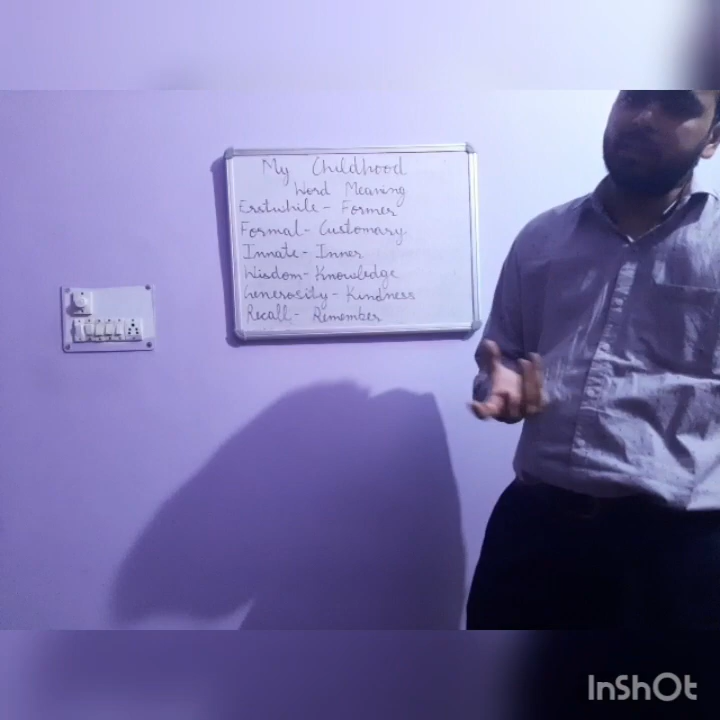 My Childhood
Word Meaning
Erstwhile - Former
Formal - Customary
Innate - Inner
Wisdom - Knowledge
Generosity - Kindness
Recall - Remember
InShOt